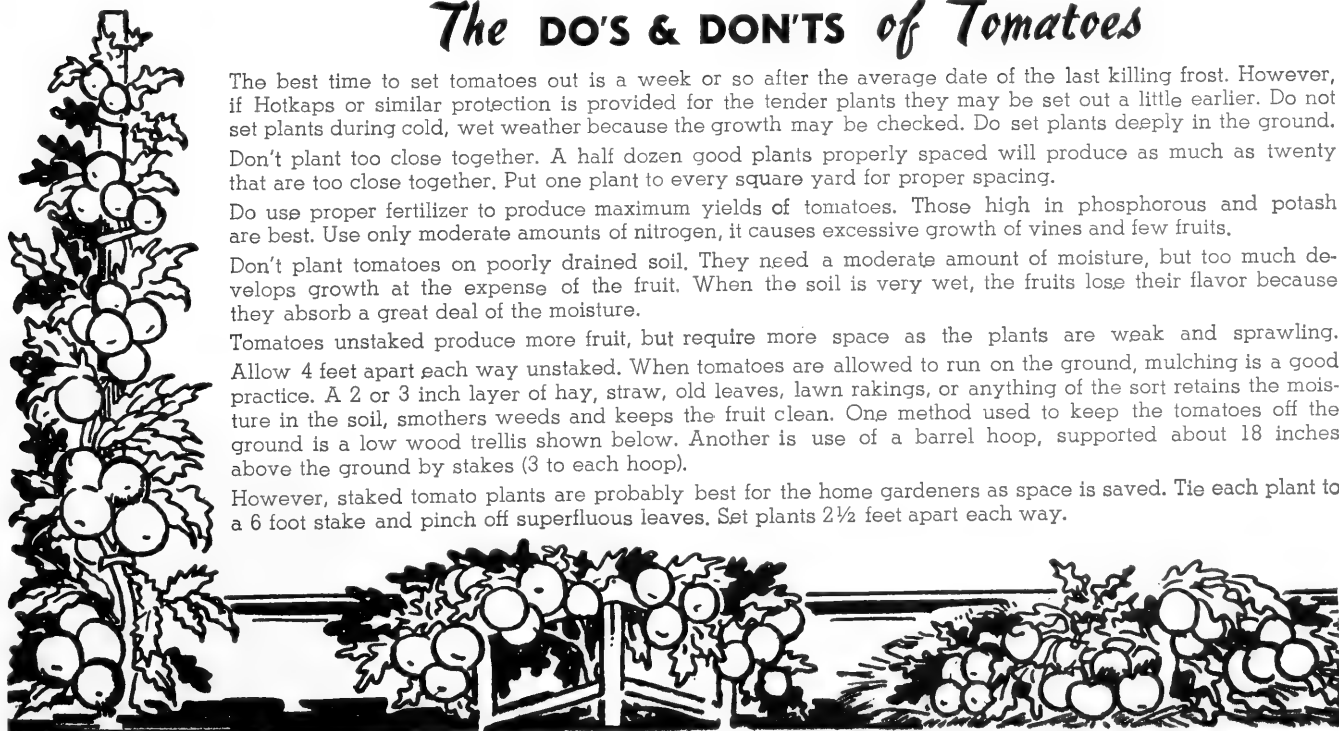 The DO'S & DON'TS of Tomatoes
The best time to set tomatoes out is a week or so after the average date of the last killing frost. However,
if Hotkaps or similar protection is provided for the tender plants they may be set out a little earlier. Do not
set plants during cold, wet weather because the growth may be checked. Do set plants deeply in the ground.
Don't plant too close together. A half dozen good plants properly spaced will produce as much as twenty
that are too close together. Put one plant to every square yard for proper spacing.
Do use proper fertilizer to produce maximum yields of tomatoes. Those high in phosphorous and potash
are best. Use only moderate amounts of nitrogen, it causes excessive growth of vines and few fruits.
Don't plant tomatoes on poorly drained soil. They need a moderate amount of moisture, but too much de-
velops growth at the expense of the fruit. When the soil is very wet, the fruits lose their flavor because
they absorb a great deal of the moisture.
Tomatoes unstaked produce more fruit, but require more space as the plants are weak and sprawling.
Allow 4 feet apart each way unstaked. When tomatoes are allowed to run on the ground, mulching is a good
practice. A 2 or 3 inch layer of hay, straw, old leaves, lawn rakings, or anything of the sort retains the mois-
ture in the soil, smothers weeds and keeps the fruit clean. One method used to keep the tomatoes off the
ground is a low wood trellis shown below. Another is use of a barrel hoop, supported about 18 inches
above the ground by stakes (3 to each hoop).
However, staked tomato plants are probably best for the home gardeners as space is saved. Tie each plant to
a 6 foot stake and pinch off superfluous leaves. Set plants 2½ feet apart each way.